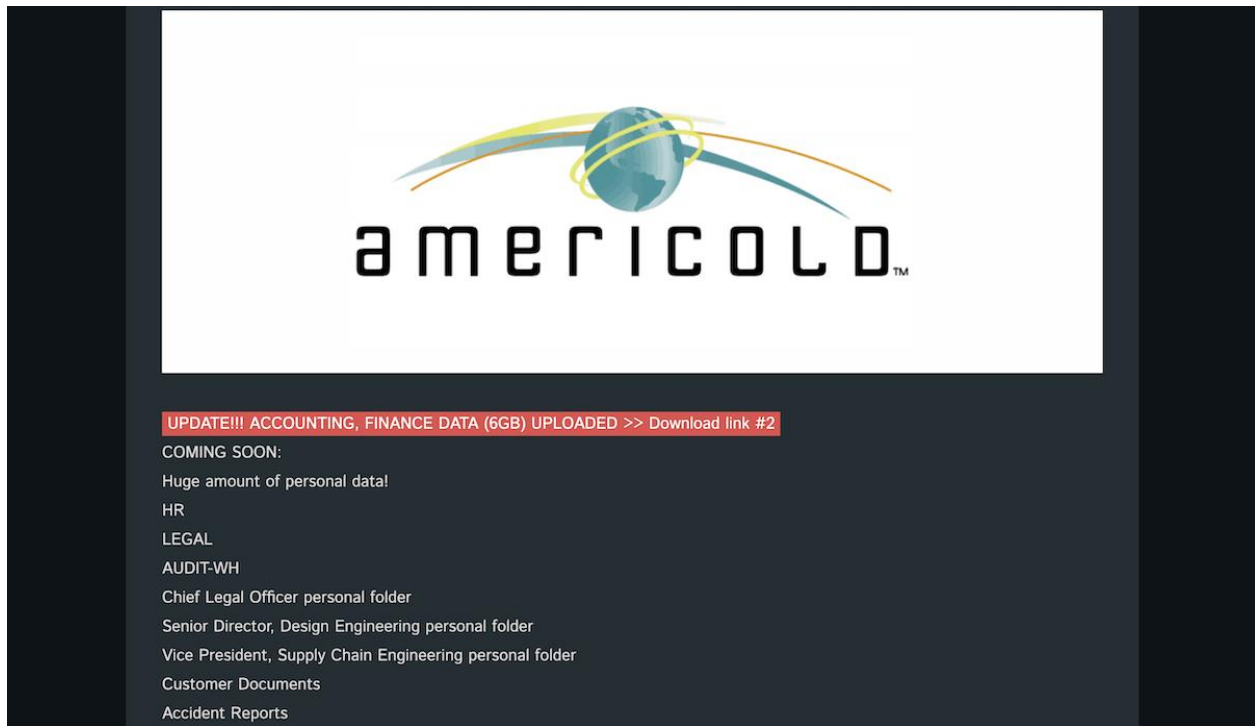 americold™
UPDATE!!! ACCOUNTING, FINANCE DATA (6GB) UPLOADED >> Download link #2
COMING SOON:
Huge amount of personal data!
HR
LEGAL
AUDIT-WH
Chief Legal Officer personal folder
Senior Director, Design Engineering personal folder
Vice President, Supply Chain Engineering personal folder
Customer Documents
Accident Reports